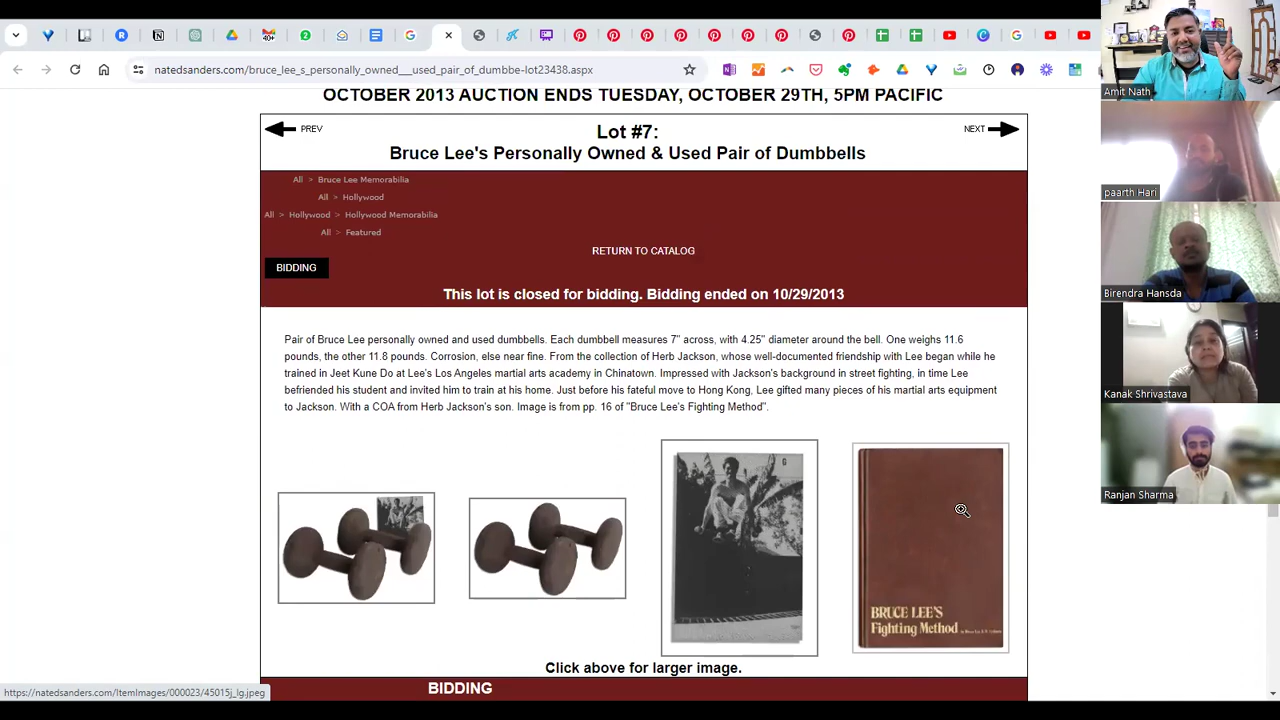 natedsanders.com/bruce_lee_s_personally_owned___used_pair_of_dumbbe-lot23438.aspx
OCTOBER 2013 AUCTION ENDS TUESDAY, OCTOBER 29TH, 5PM PACIFIC
PREV
Lot #7:
NEXT
Bruce Lee's Personally Owned & Used Pair of Dumbbells
All > Bruce Lee Memorabilia
All > Hollywood
All > Hollywood > Hollywood Memorabilia
All > Featured
RETURN TO CATALOG
BIDDING
This lot is closed for bidding. Bidding ended on 10/29/2013
Pair of Bruce Lee personally owned and used dumbbells. Each dumbbell measures 7" across, with 4.25" diameter around the bell. One weighs 11.6
pounds, the other 11.8 pounds. Corrosion, else near fine. From the collection of Herb Jackson, whose well-documented friendship with Lee began while he
trained in Jeet Kune Do at Lee's Los Angeles martial arts academy in Chinatown. Impressed with Jackson's background in street fighting, in time Lee
befriended his student and invited him to train at his home. Just before his fateful move to Hong Kong, Lee gifted many pieces of his martial arts equipment
to Jackson. With a COA from Herb Jackson's son. Image is from pp. 16 of "Bruce Lee's Fighting Method".
G
BRUCE LEE'S
Fighting Method
Click above for larger image.
BIDDING
https://natedsanders.com/ItemImages/000023/45015j_lg.jpeg
Amit Nath
paarth Hari
Birendra Hansda
Kanak Shrivastava
Ranjan Sharma